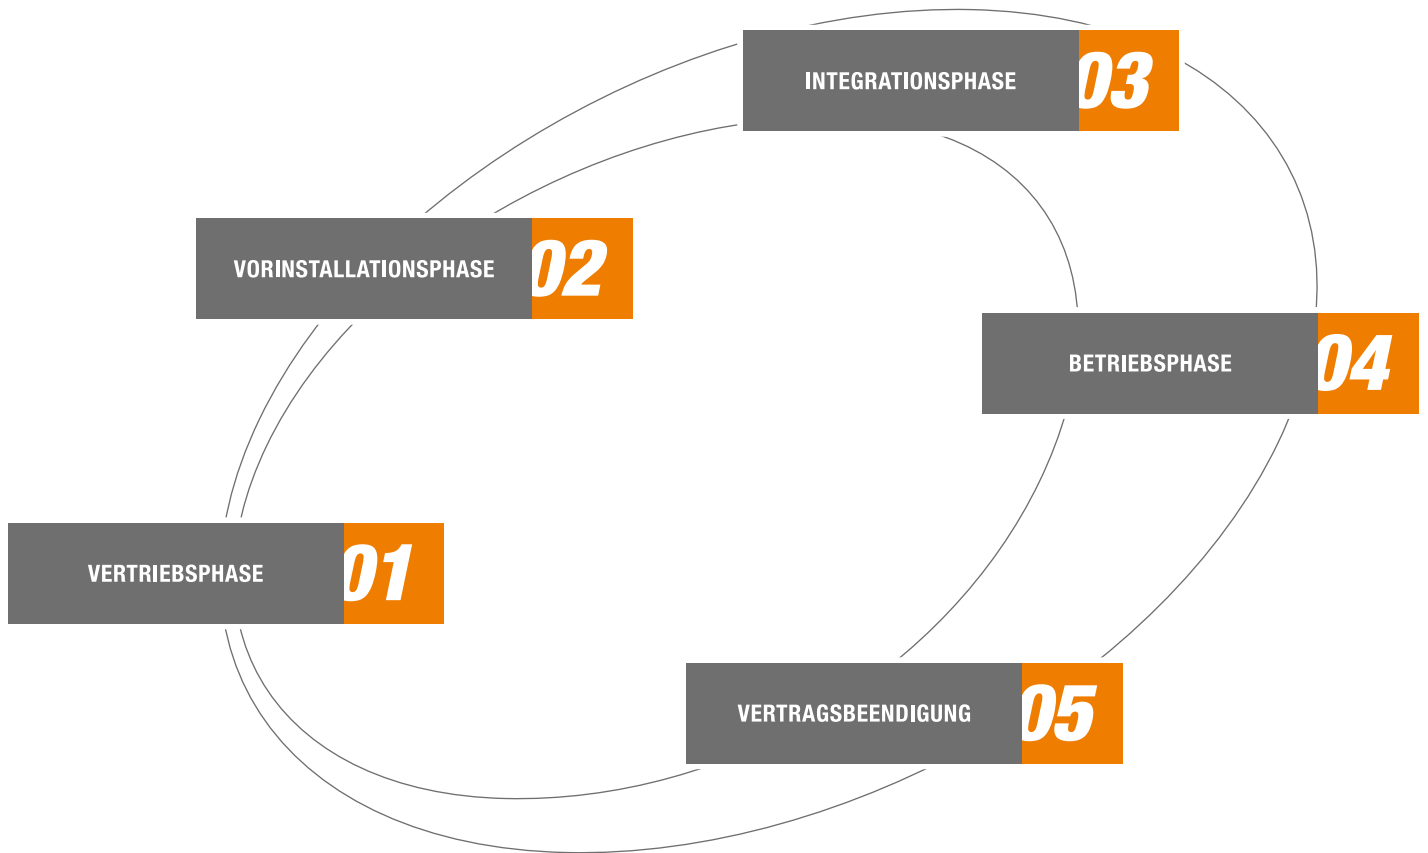 INTEGRATIONSPHASE 03
VORINSTALLATIONSPHASE 02
BETRIEBSPHASE 04
VERTRIEBSPHASE 01
VERTRAGSBEENDIGUNG 05